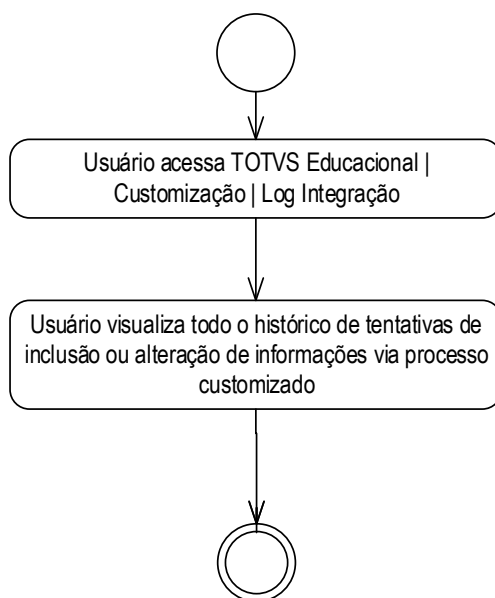 Usuário acessa TOTVS Educacional |
Customização | Log Integração
Usuário visualiza todo o histórico de tentativas de
inclusão ou alteração de informações via processo
customizado